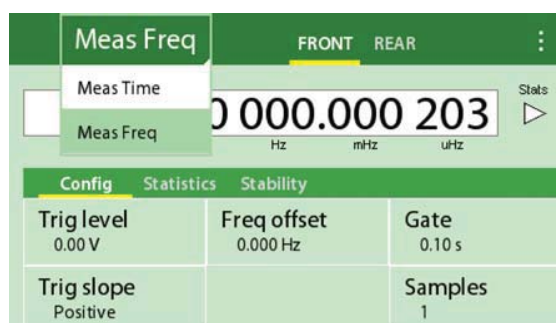 Meas Freq
FRONT REAR
Meas Time
Meas Freq
0 000.000 203
Hz mHz uHz
Stats
Config Statistics Stability
Trig level Freq offset Gate
0.00 V 0.000 Hz 0.10 s
Trig slope Samples
Positive 1